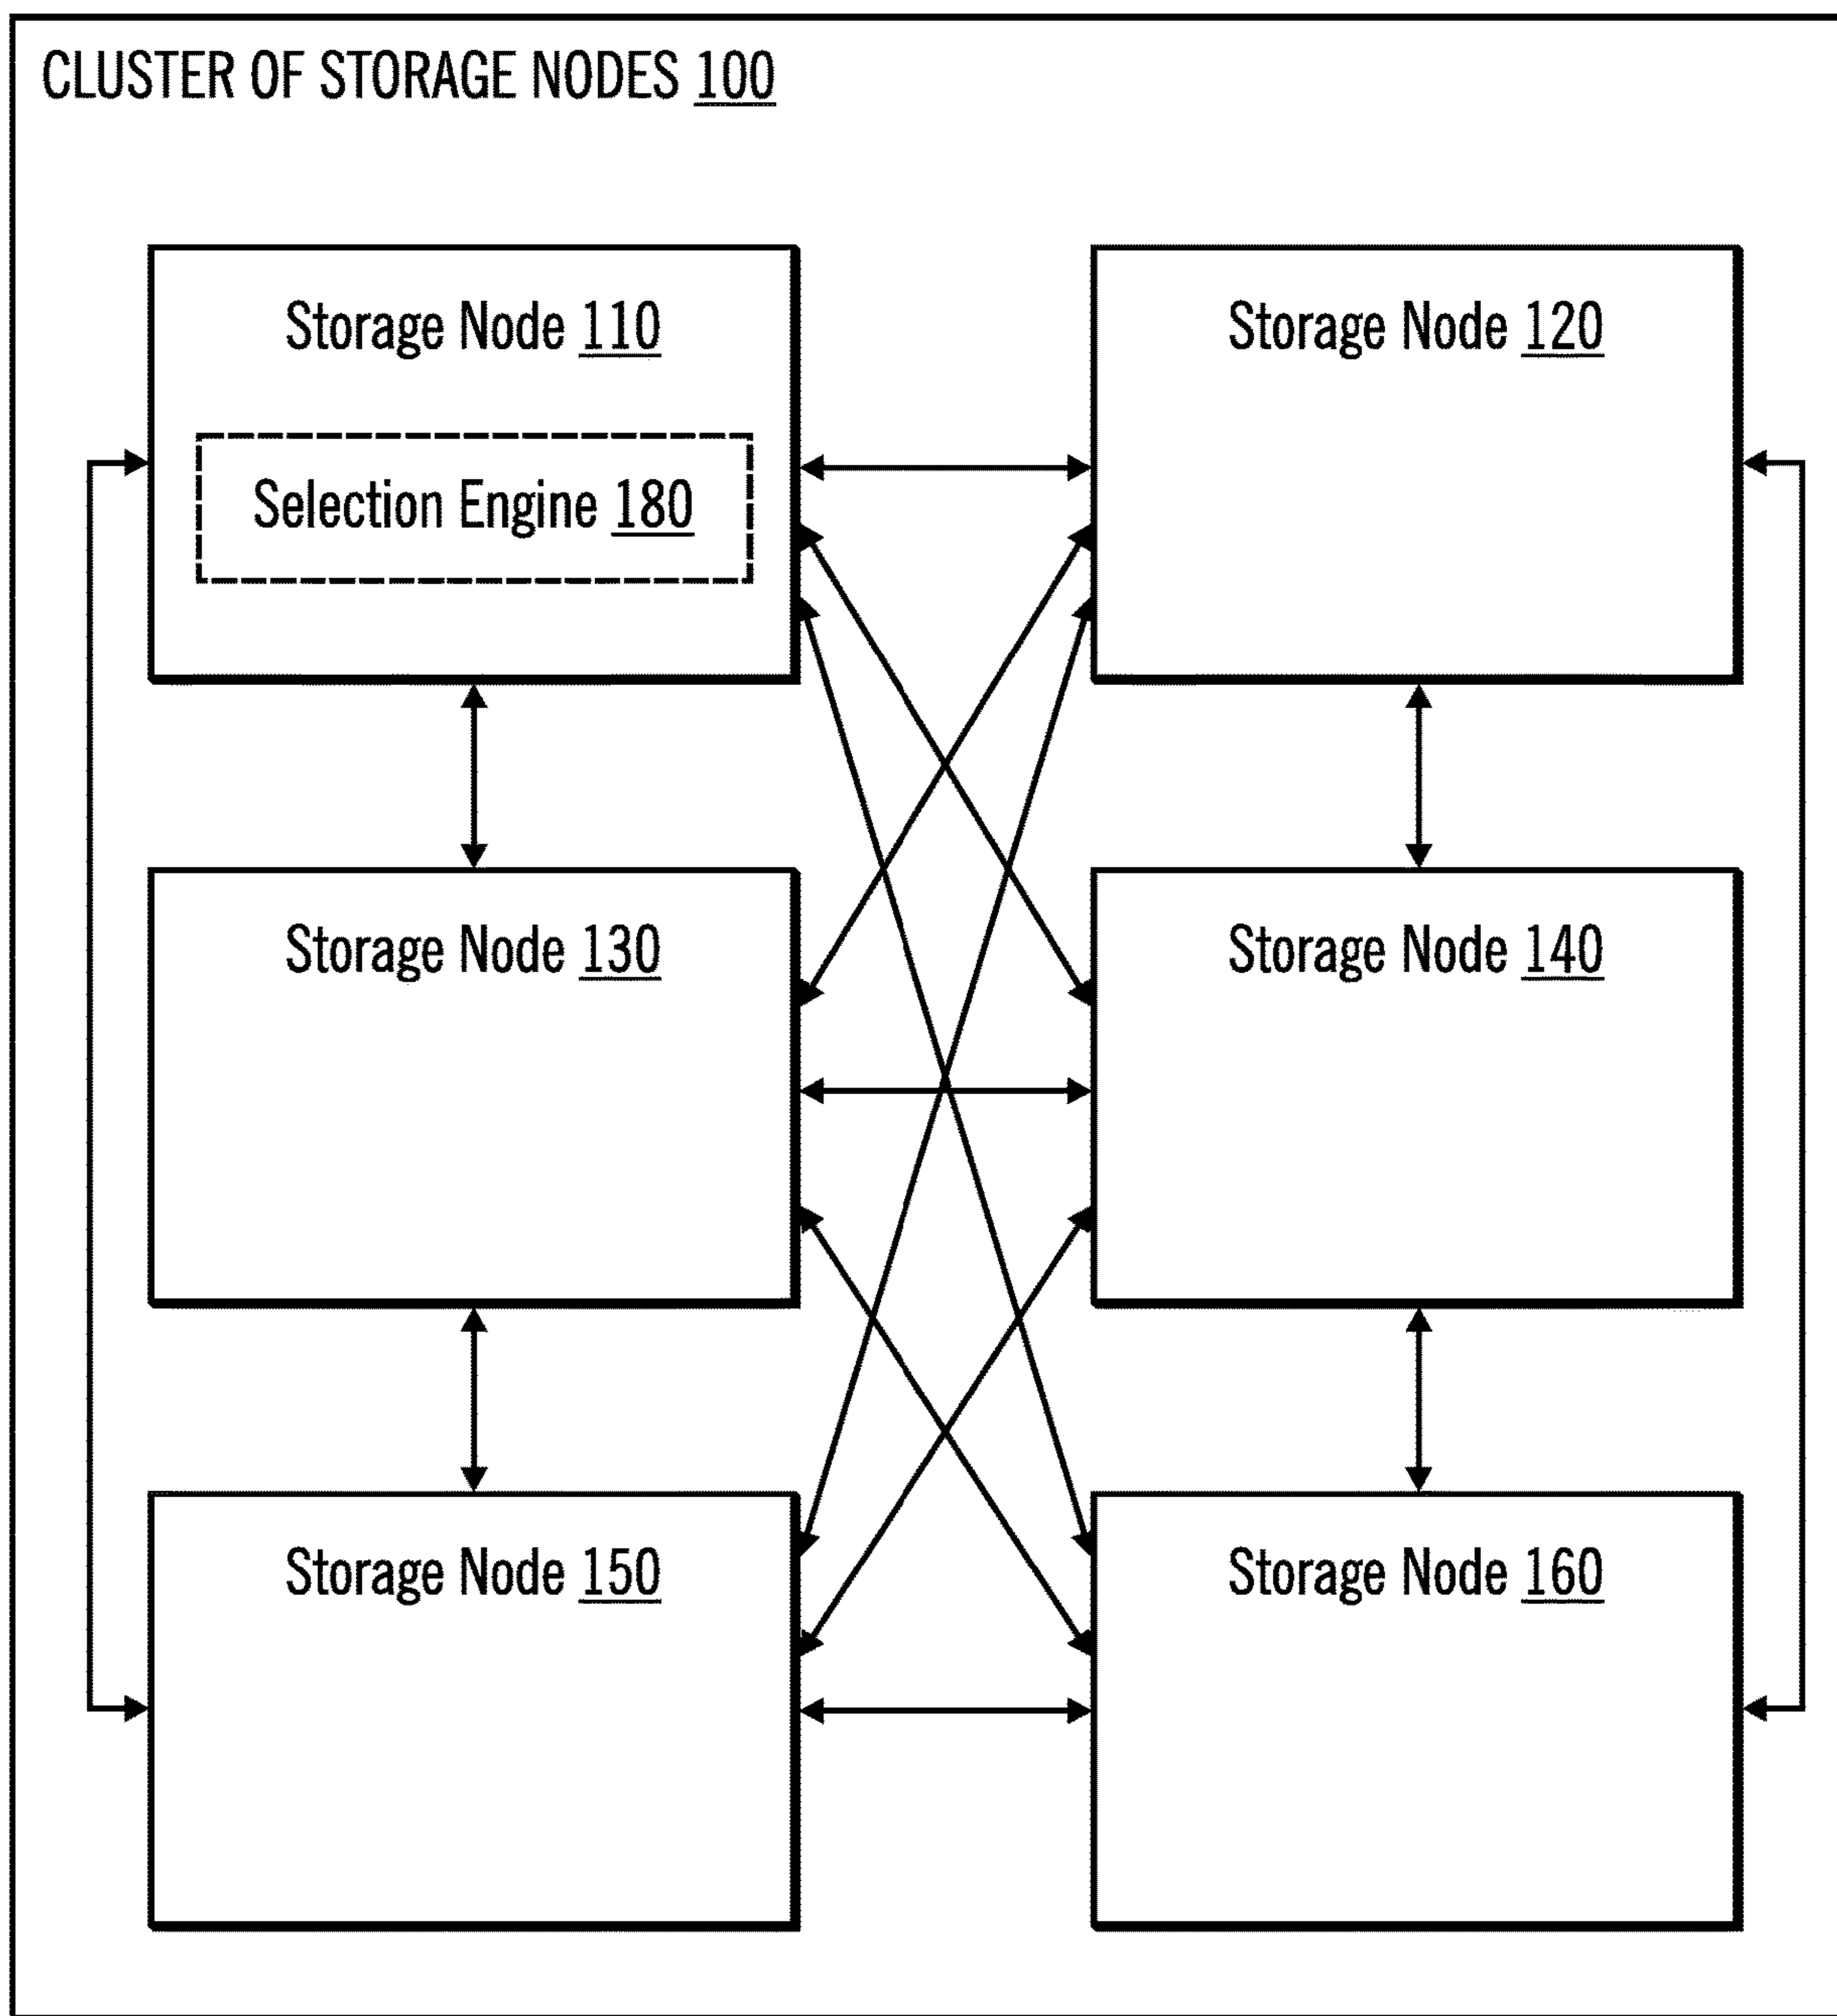 CLUSTER OF STORAGE NODES 100
Storage Node 110
Storage Node 120
Selection Engine 180
Storage Node 130
Storage Node 140
Storage Node 150
Storage Node 160